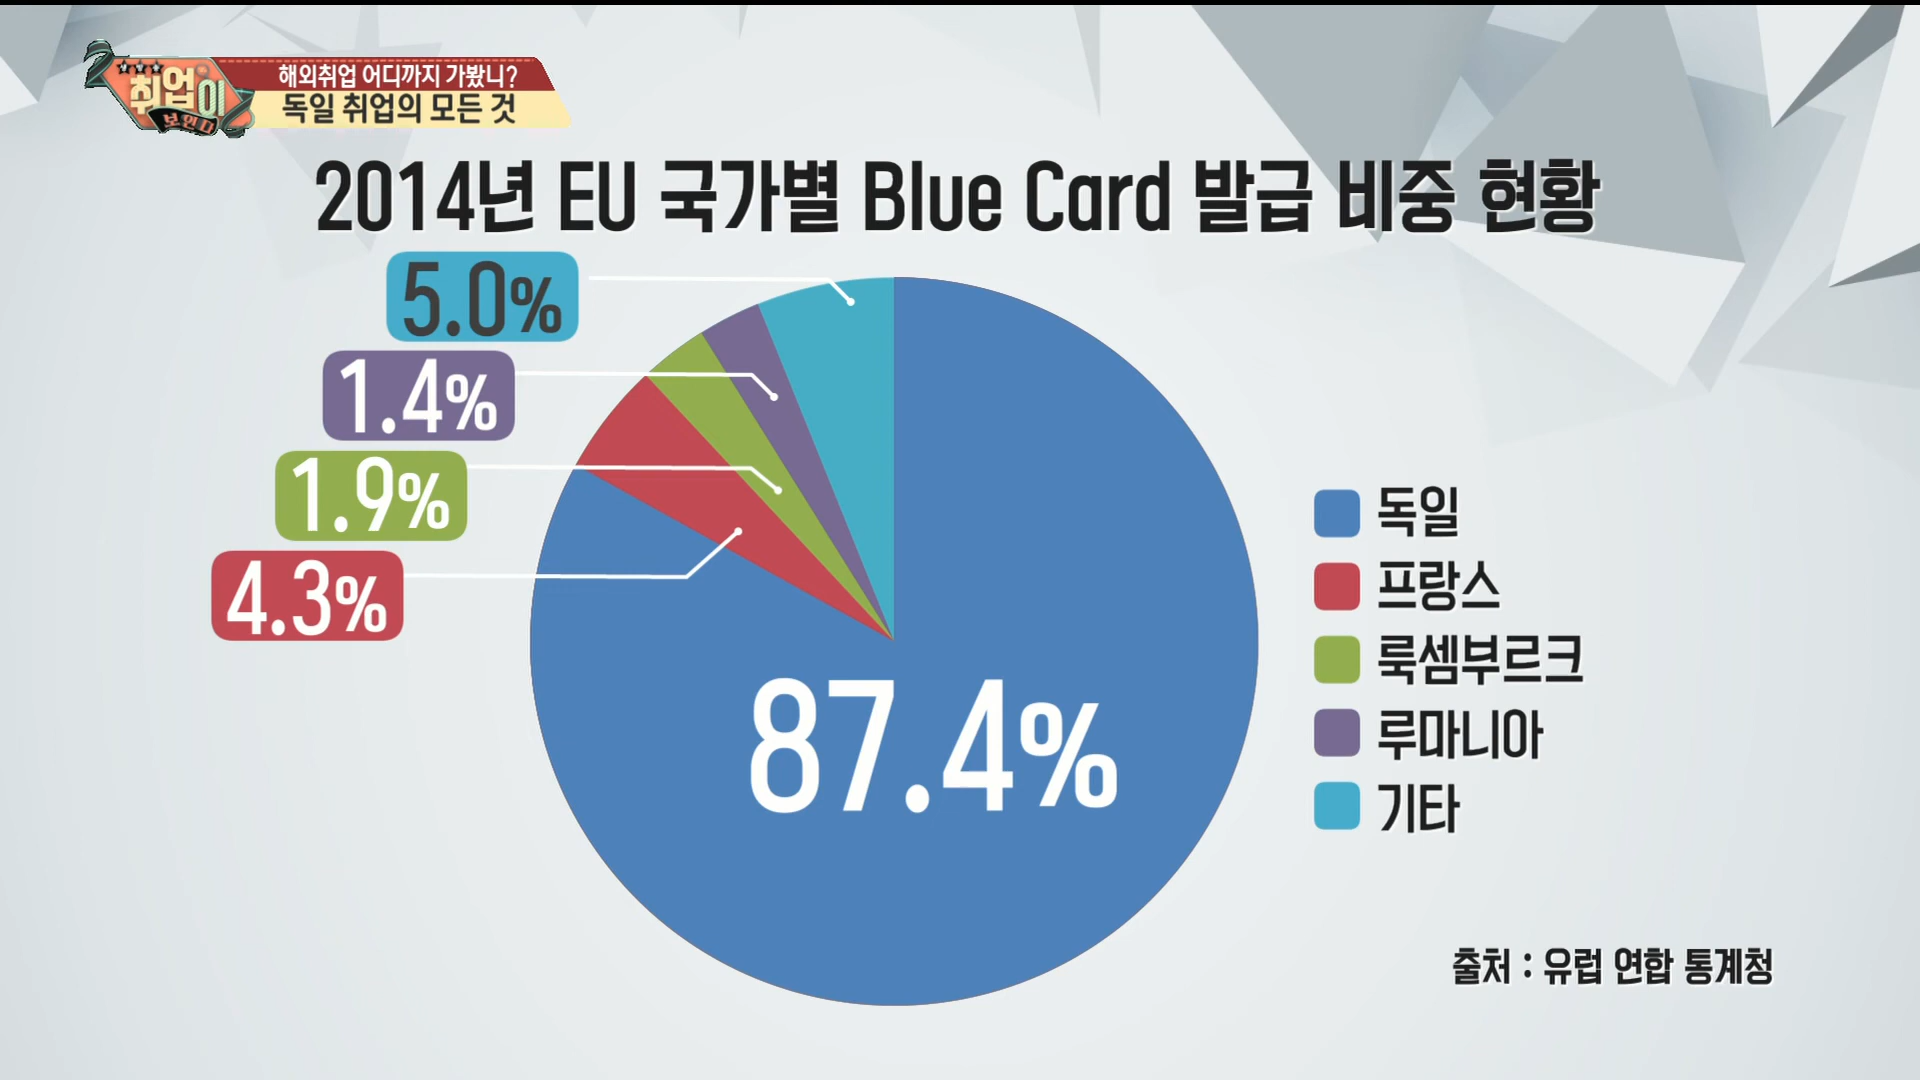 취업이
보인다
해외취업 어디까지 가봤니?
독일 취업의 모든 것
2014년 EU 국가별 Blue Card 발급 비중 현황
5.0%
1.4%
1.9%
4.3%
87.4%
독일
프랑스
룩셈부르크
루마니아
기타
출처 : 유럽 연합 통계청